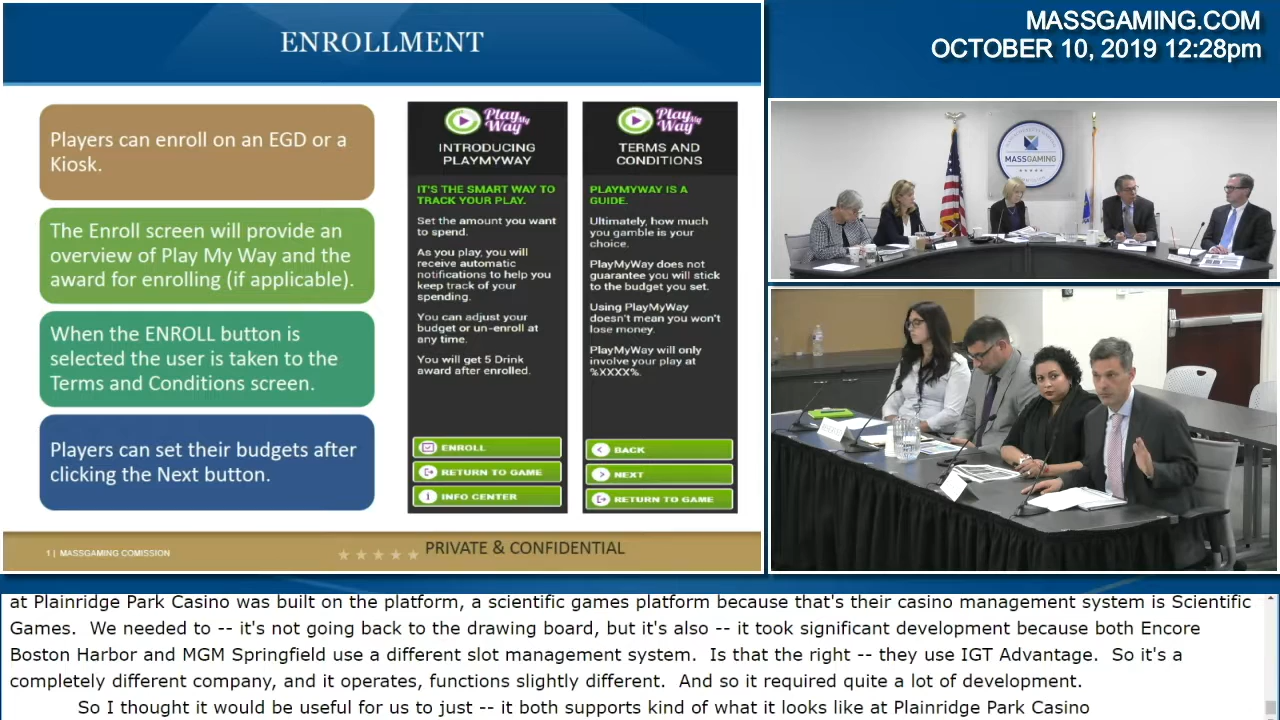 ENROLLMENT
MASSGAMING.COM
OCTOBER 10, 2019 12:28pm
Players can enroll on an EGD or a
Kiosk.
The Enroll screen will provide an
overview of Play My Way and the
award for enrolling (if applicable).
When the ENROLL button is
selected the user is taken to the
Terms and Conditions screen.
Players can set their budgets after
clicking the Next button.
Play My Way
INTRODUCING
PLAYMYWAY
IT'S THE SMART WAY TO
TRACK YOUR PLAY.
Set the amount you want
to spend.
As you play, you will
receive automatic
notifications to help you
keep track of your
spending.
You can adjust your
budget or un-enroll at
any time.
You will get 5 Drink
award after enrolled.
ENROLL
RETURN TO GAME
INFO CENTER
Play My Way
TERMS AND
CONDITIONS
PLAYMYWAY IS A
GUIDE.
Ultimately, how much
you gamble is your
choice.
PlayMyWay does not
guarantee you will stick
to the budget you set.
Using PlayMyWay
doesn't mean you won't
lose money.
PlayMyWay will only
involve your play at
%XXXX%.
BACK
NEXT
RETURN TO GAME
1 | MASSGAMING COMISSION
PRIVATE & CONFIDENTIAL
MASSGAMING
at Plainridge Park Casino was built on the platform, a scientific games platform because that's their casino management system is Scientific
Games. We needed to -- it's not going back to the drawing board, but it's also -- it took significant development because both Encore
Boston Harbor and MGM Springfield use a different slot management system. Is that the right -- they use IGT Advantage. So it's a
completely different company, and it operates, functions slightly different. And so it required quite a lot of development.
So I thought it would be useful for us to just -- it both supports kind of what it looks like at Plainridge Park Casino